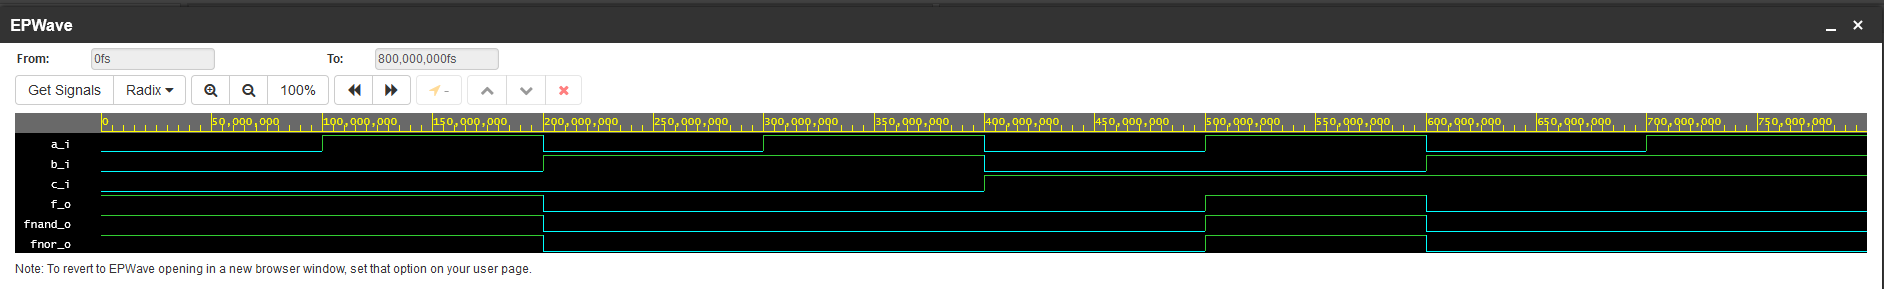 EPWave
From: 0fs To: 800,000,000fs
Get Signals Radix 100% -
0 50,000,000 100,000,000 150,000,000 200,000,000 250,000,000 300,000,000 350,000,000 400,000,000 450,000,000 500,000,000 550,000,000 600,000,000 650,000,000 700,000,000 750,000,000
a_i
b_i
c_i
f_o
fnand_o
fnor_o
Note: To revert to EPWave opening in a new browser window, set that option on your user page.